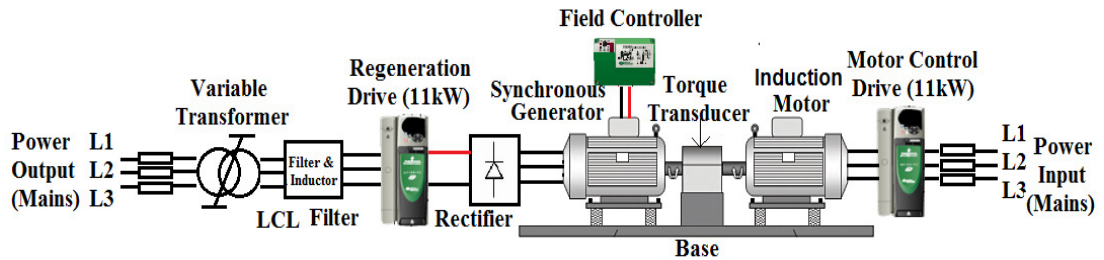 Field Controller
Variable
Transformer
Regeneration
Drive (11kW)
Synchronous
Generator
Torque
Transducer
Induction
Motor
Motor Control
Drive (11kW)
Power
Output
(Mains)
L1
L2
L3
Filter &
Inductor
LCL Filter
Rectifier
Base
L1
L2
L3
Power
Input
(Mains)